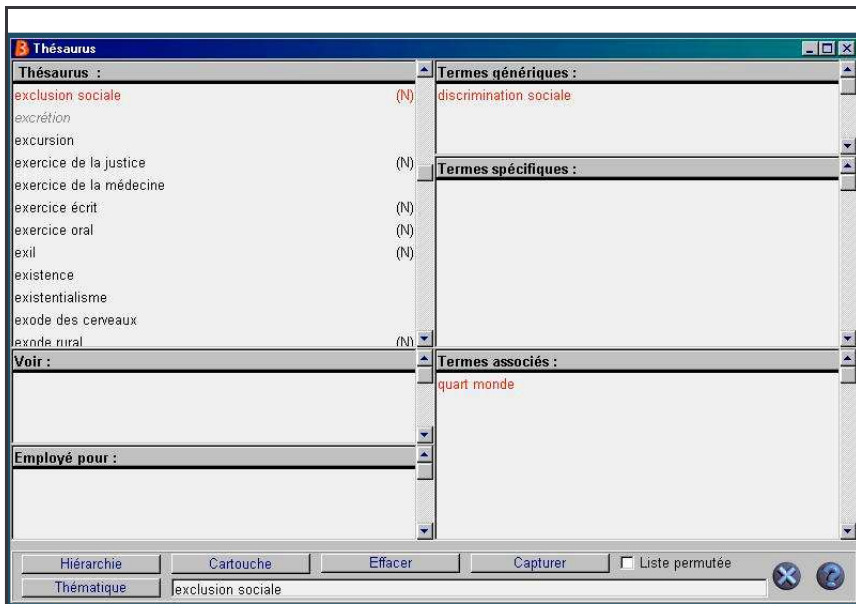 Thésaurus
Thésaurus :
exclusion sociale (N)
excrétion
excursion
exercice de la justice (N)
exercice de la médecine
exercice écrit (N)
exercice oral (N)
exil (N)
existence
existentialisme
exode des cerveaux
exode rural (N)
Termes génériques :
discrimination sociale
Termes spécifiques :
Voir :
Employé pour :
Termes associés :
quart monde
Hiérarchie Cartouche Effacer Capturer Liste permutée
Thématique exclusion sociale